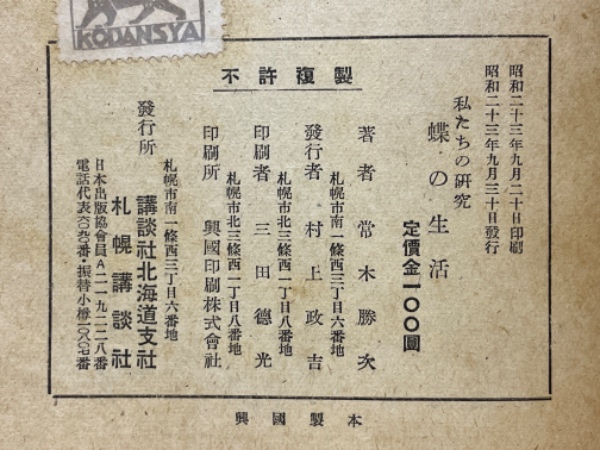 KŌDANSYA
昭和二十三年九月二十日印刷
昭和二十三年九月三十日發行
私たちの研究
蝶の生活
定價金一〇〇圓
不許複製
著者 常木勝次
札幌市南一條西三丁目六番地
發行者 村上政吉
札幌市北三條西一丁目八番地
印刷者 三田德光
札幌市北三條西一丁目八番地
印刷所 興國印刷株式會社
札幌市南一條西三丁目六番地
發行所 講談社北海道支社
札幌講談社
日本出版協會員A二一九一二八番
興國製本